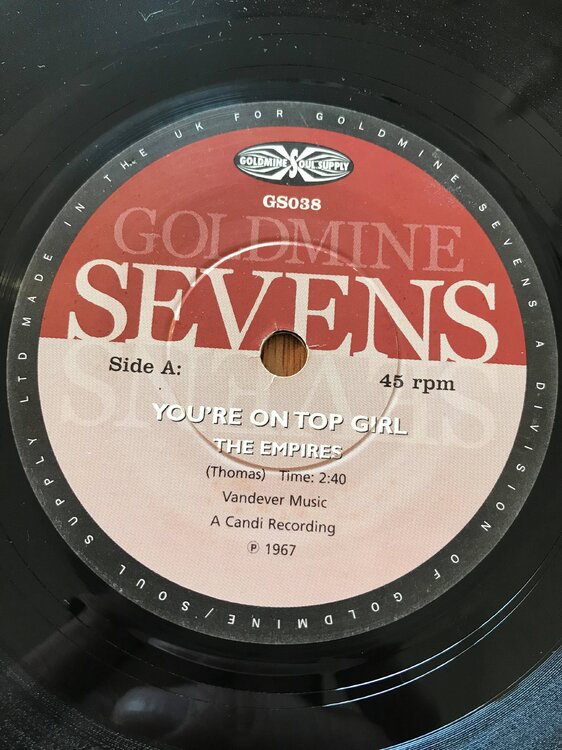 MADE IN THE UK FOR GOLDMINE SEVENS A DIVISION OF GOLDMINE/SOUL SUPPLY LTD
GOLDMINE SOUL SUPPLY
GS038
GOLDMINE
SEVENS
SEVENS
Side A:
45 rpm
YOU'RE ON TOP GIRL
THE EMPIRES
(Thomas) Time: 2:40
Vandever Music
A Candi Recording
℗ 1967